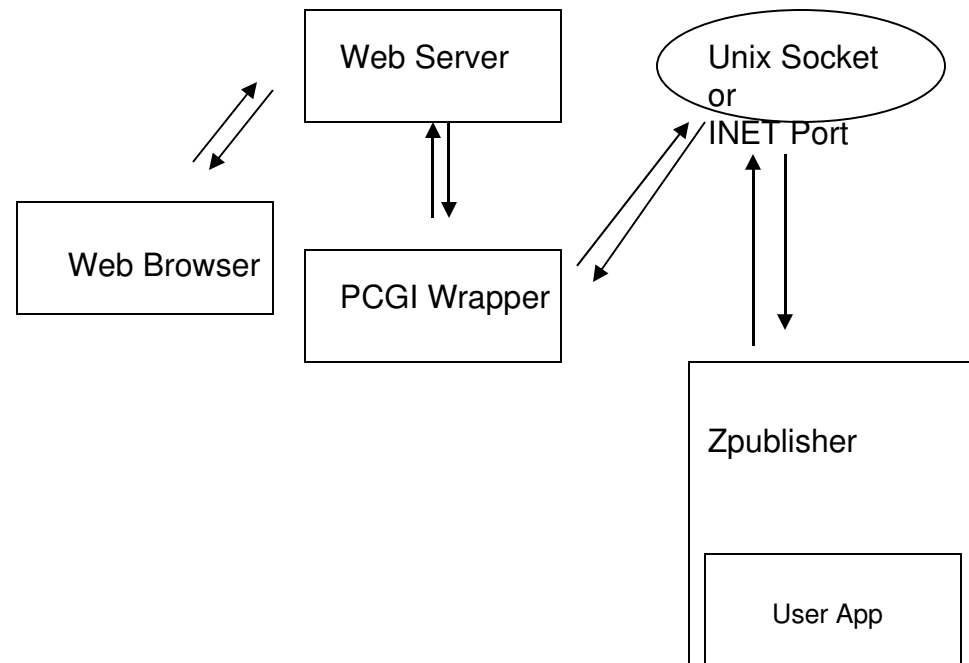 Web Server
Unix Socket
or
INET Port
Web Browser
PCGI Wrapper
Zpublisher
User App